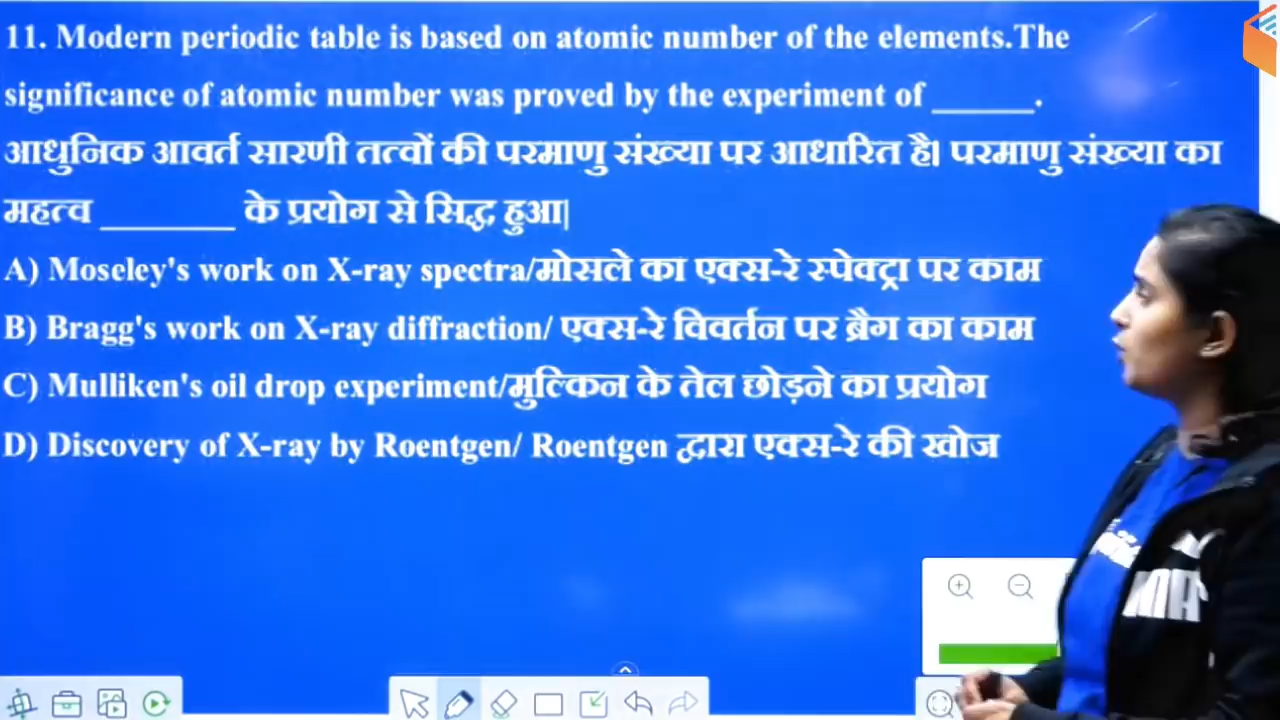 11. Modern periodic table is based on atomic number of the elements.The
significance of atomic number was proved by the experiment of ______.
आधुनिक आवर्त सारणी तत्वों की परमाणु संख्या पर आधारित है। परमाणु संख्या का
महत्व ________ के प्रयोग से सिद्ध हुआ|
A) Moseley's work on X-ray spectra/मोसले का एक्स-रे स्पेक्ट्रा पर काम
B) Bragg's work on X-ray diffraction/ एक्स-रे विवर्तन पर ब्रैग का काम
C) Mulliken's oil drop experiment/मुल्किन के तेल छोड़ने का प्रयोग
D) Discovery of X-ray by Roentgen/ Roentgen द्वारा एक्स-रे की खोज